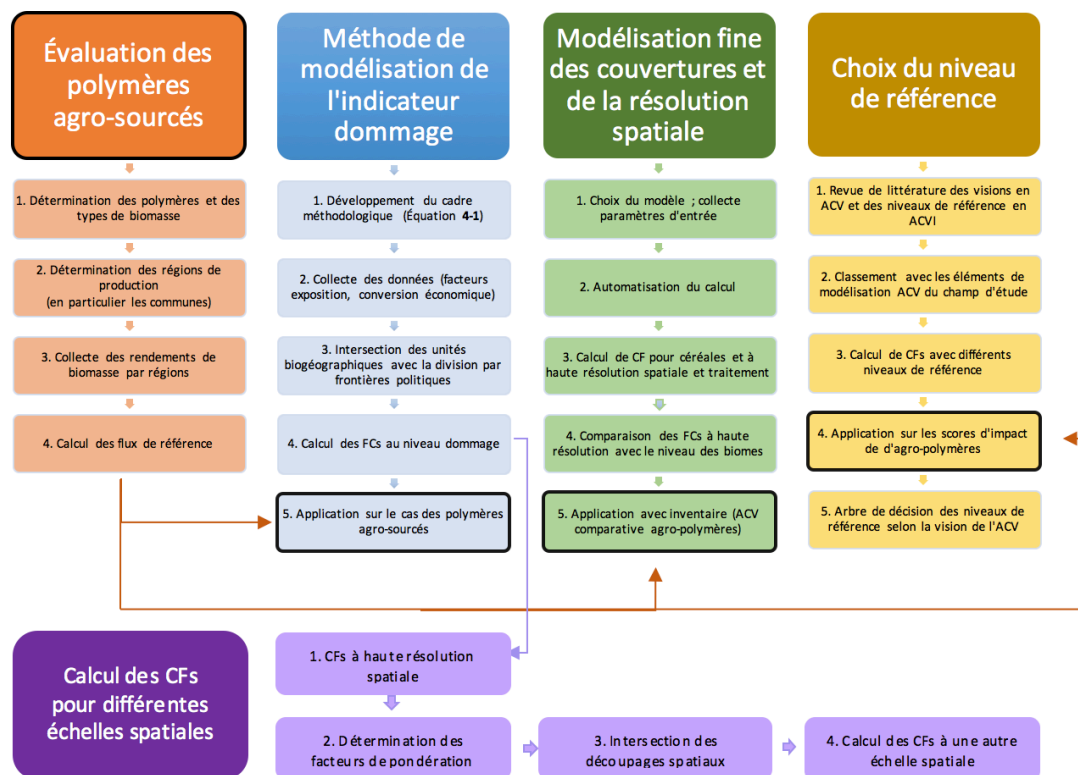 Évaluation des
polymères
agro-sourcés
1. Détermination des polymères et des
types de biomasse
2. Détermination des régions de
production
(en particulier les communes)
3. Collecte des rendements de
biomasse par régions
4. Calcul des flux de référence
Méthode de
modélisation de
l'indicateur
dommage
1. Développement du cadre
méthodologique (Équation 4-1)
2. Collecte des données (facteurs
exposition, conversion économique)
3. Intersection des unités
biogéographiques avec la division par
frontières politiques
4. Calcul des FCs au niveau dommage
5. Application sur le cas des polymères
agro-sourcés
Modélisation fine
des couvertures et
de la résolution
spatiale
1. Choix du modèle ; collecte
paramètres d'entrée
2. Automatisation du calcul
3. Calcul de CF pour céréales et à
haute résolution spatiale et traitement
4. Comparaison des FCs à haute
résolution avec le niveau des biomes
5. Application avec inventaire (ACV
comparative agro-polymères)
Choix du niveau
de référence
1. Revue de littérature des visions en
ACV et des niveaux de référence en
ACVI
2. Classement avec les éléments de
modélisation ACV du champ d'étude
3. Calcul de CFs avec différents
niveaux de référence
4. Application sur les scores d'impact
de d'agro-polymères
5. Arbre de décision des niveaux de
référence selon la vision de l'ACV
Calcul des CFs
pour différentes
échelles spatiales
1. CFs à haute résolution
spatiale
2. Détermination des
facteurs de pondération
3. Intersection des
découpages spatiaux
4. Calcul des CFs à une autre
échelle spatiale